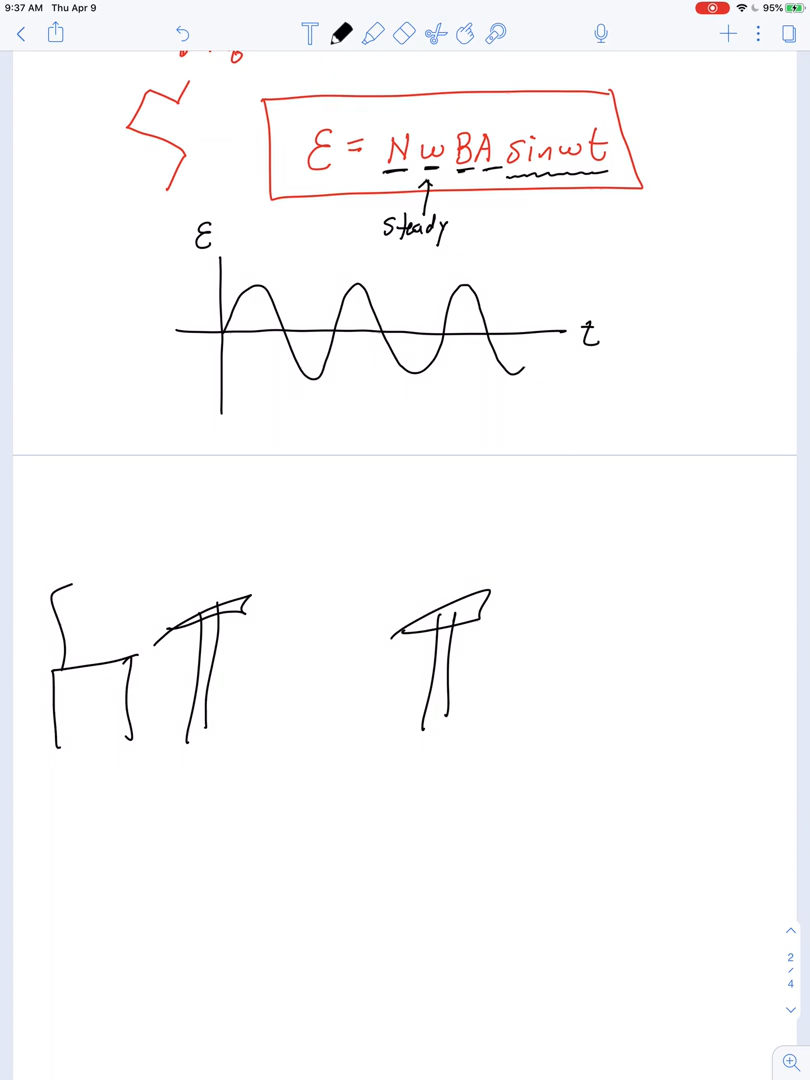 9:37 AM Thu Apr 9
95%
T
ε = NωBA sinωt
steady
ε
t
2
/
4